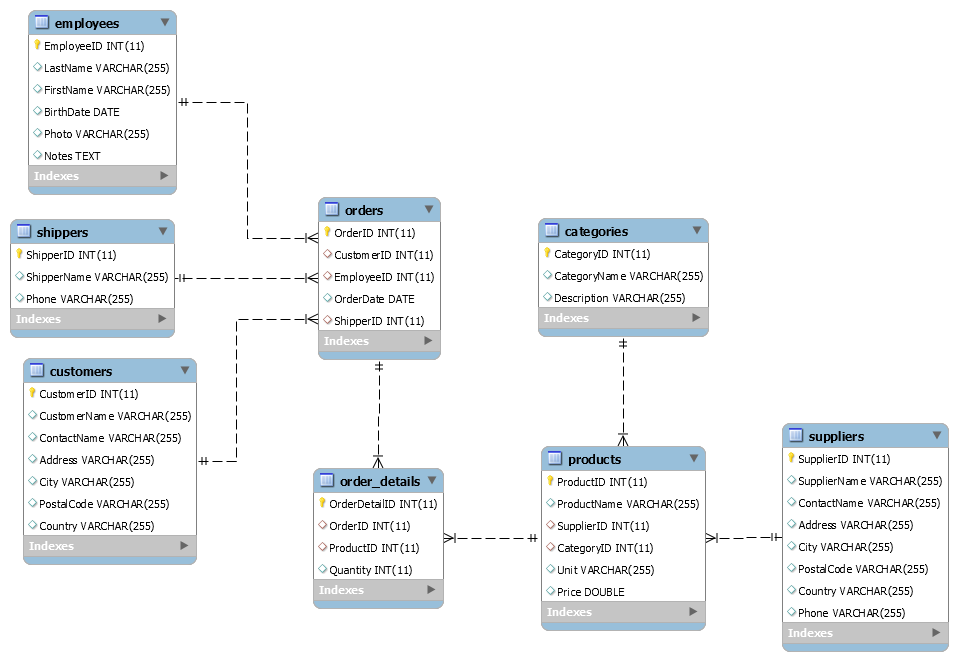 employees
EmployeeID INT(11)
LastName VARCHAR(255)
FirstName VARCHAR(255)
BirthDate DATE
Photo VARCHAR(255)
Notes TEXT
Indexes
shippers
ShipperID INT(11)
ShipperName VARCHAR(255)
Phone VARCHAR(255)
Indexes
customers
CustomerID INT(11)
CustomerName VARCHAR(255)
ContactName VARCHAR(255)
Address VARCHAR(255)
City VARCHAR(255)
PostalCode VARCHAR(255)
Country VARCHAR(255)
Indexes
orders
OrderID INT(11)
CustomerID INT(11)
EmployeeID INT(11)
OrderDate DATE
ShipperID INT(11)
Indexes
order_details
OrderDetailID INT(11)
OrderID INT(11)
ProductID INT(11)
Quantity INT(11)
Indexes
categories
CategoryID INT(11)
CategoryName VARCHAR(255)
Description VARCHAR(255)
Indexes
products
ProductID INT(11)
ProductName VARCHAR(255)
SupplierID INT(11)
CategoryID INT(11)
Unit VARCHAR(255)
Price DOUBLE
Indexes
suppliers
SupplierID INT(11)
SupplierName VARCHAR(255)
ContactName VARCHAR(255)
Address VARCHAR(255)
City VARCHAR(255)
PostalCode VARCHAR(255)
Country VARCHAR(255)
Phone VARCHAR(255)
Indexes